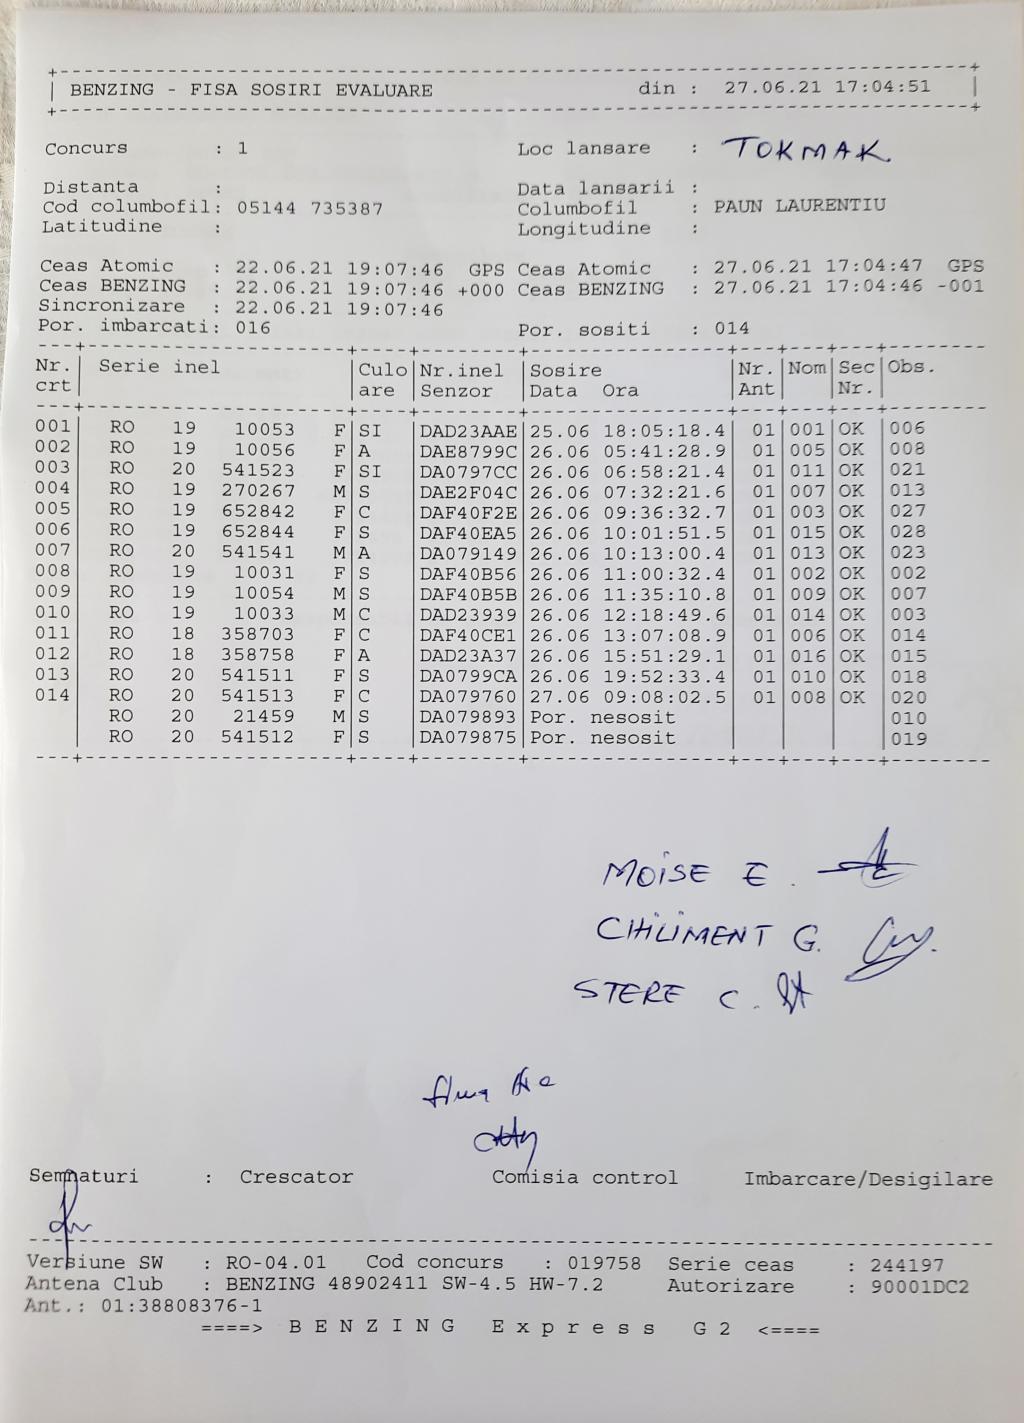 BENZING - FISA SOSIRI EVALUARE din : 27.06.21 17:04:51
Concurs : 1 Loc lansare : TOKMAK
Distanta : Data lansarii :
Cod columbofil: 05144 735387 Columbofil : PAUN LAURENTIU
Latitudine : Longitudine :
Ceas Atomic : 22.06.21 19:07:46 GPS Ceas Atomic : 27.06.21 17:04:47 GPS
Ceas BENZING : 22.06.21 19:07:46 +000 Ceas BENZING : 27.06.21 17:04:46 -001
Sincronizare : 22.06.21 19:07:46
Por. imbarcati: 016 Por. sositi : 014
Nr. Serie inel Culo Nr.inel Sosire Nr. Nom Sec Obs.
crt are Senzor Data Ora Ant Nr.
001 RO 19 10053 F SI DAD23AAE 25.06 18:05:18.4 01 001 OK 006
002 RO 19 10056 F A DAE8799C 26.06 05:41:28.9 01 005 OK 008
003 RO 20 541523 F SI DA0797CC 26.06 06:58:21.4 01 011 OK 021
004 RO 19 270267 M S DAE2F04C 26.06 07:32:21.6 01 007 OK 013
005 RO 19 652842 F C DAF40F2E 26.06 09:36:32.7 01 003 OK 027
006 RO 19 652844 F S DAF40EA5 26.06 10:01:51.5 01 015 OK 028
007 RO 20 541541 M A DA079149 26.06 10:13:00.4 01 013 OK 023
008 RO 19 10031 F S DAF40B56 26.06 11:00:32.4 01 002 OK 002
009 RO 19 10054 M S DAF40B5B 26.06 11:35:10.8 01 009 OK 007
010 RO 19 10033 M C DAD23939 26.06 12:18:49.6 01 014 OK 003
011 RO 18 358703 F C DAF40CE1 26.06 13:07:08.9 01 006 OK 014
012 RO 18 358758 F A DAD23A37 26.06 15:51:29.1 01 016 OK 015
013 RO 20 541511 F S DA0799CA 26.06 19:52:33.4 01 010 OK 018
014 RO 20 541513 F C DA079760 27.06 09:08:02.5 01 008 OK 020
RO 20 21459 M S DA079893 Por. nesosit 010
RO 20 541512 F S DA079875 Por. nesosit 019
MOISE E.
CHILIMENT G.
STERE C.
Semnaturi : Crescator Comisia control Imbarcare/Desigilare
Versiune SW : RO-04.01 Cod concurs : 019758 Serie ceas : 244197
Antena Club : BENZING 48902411 SW-4.5 HW-7.2 Autorizare : 90001DC2
Ant.: 01:38808376-1
====> B E N Z I N G E x p r e s s G 2 <====